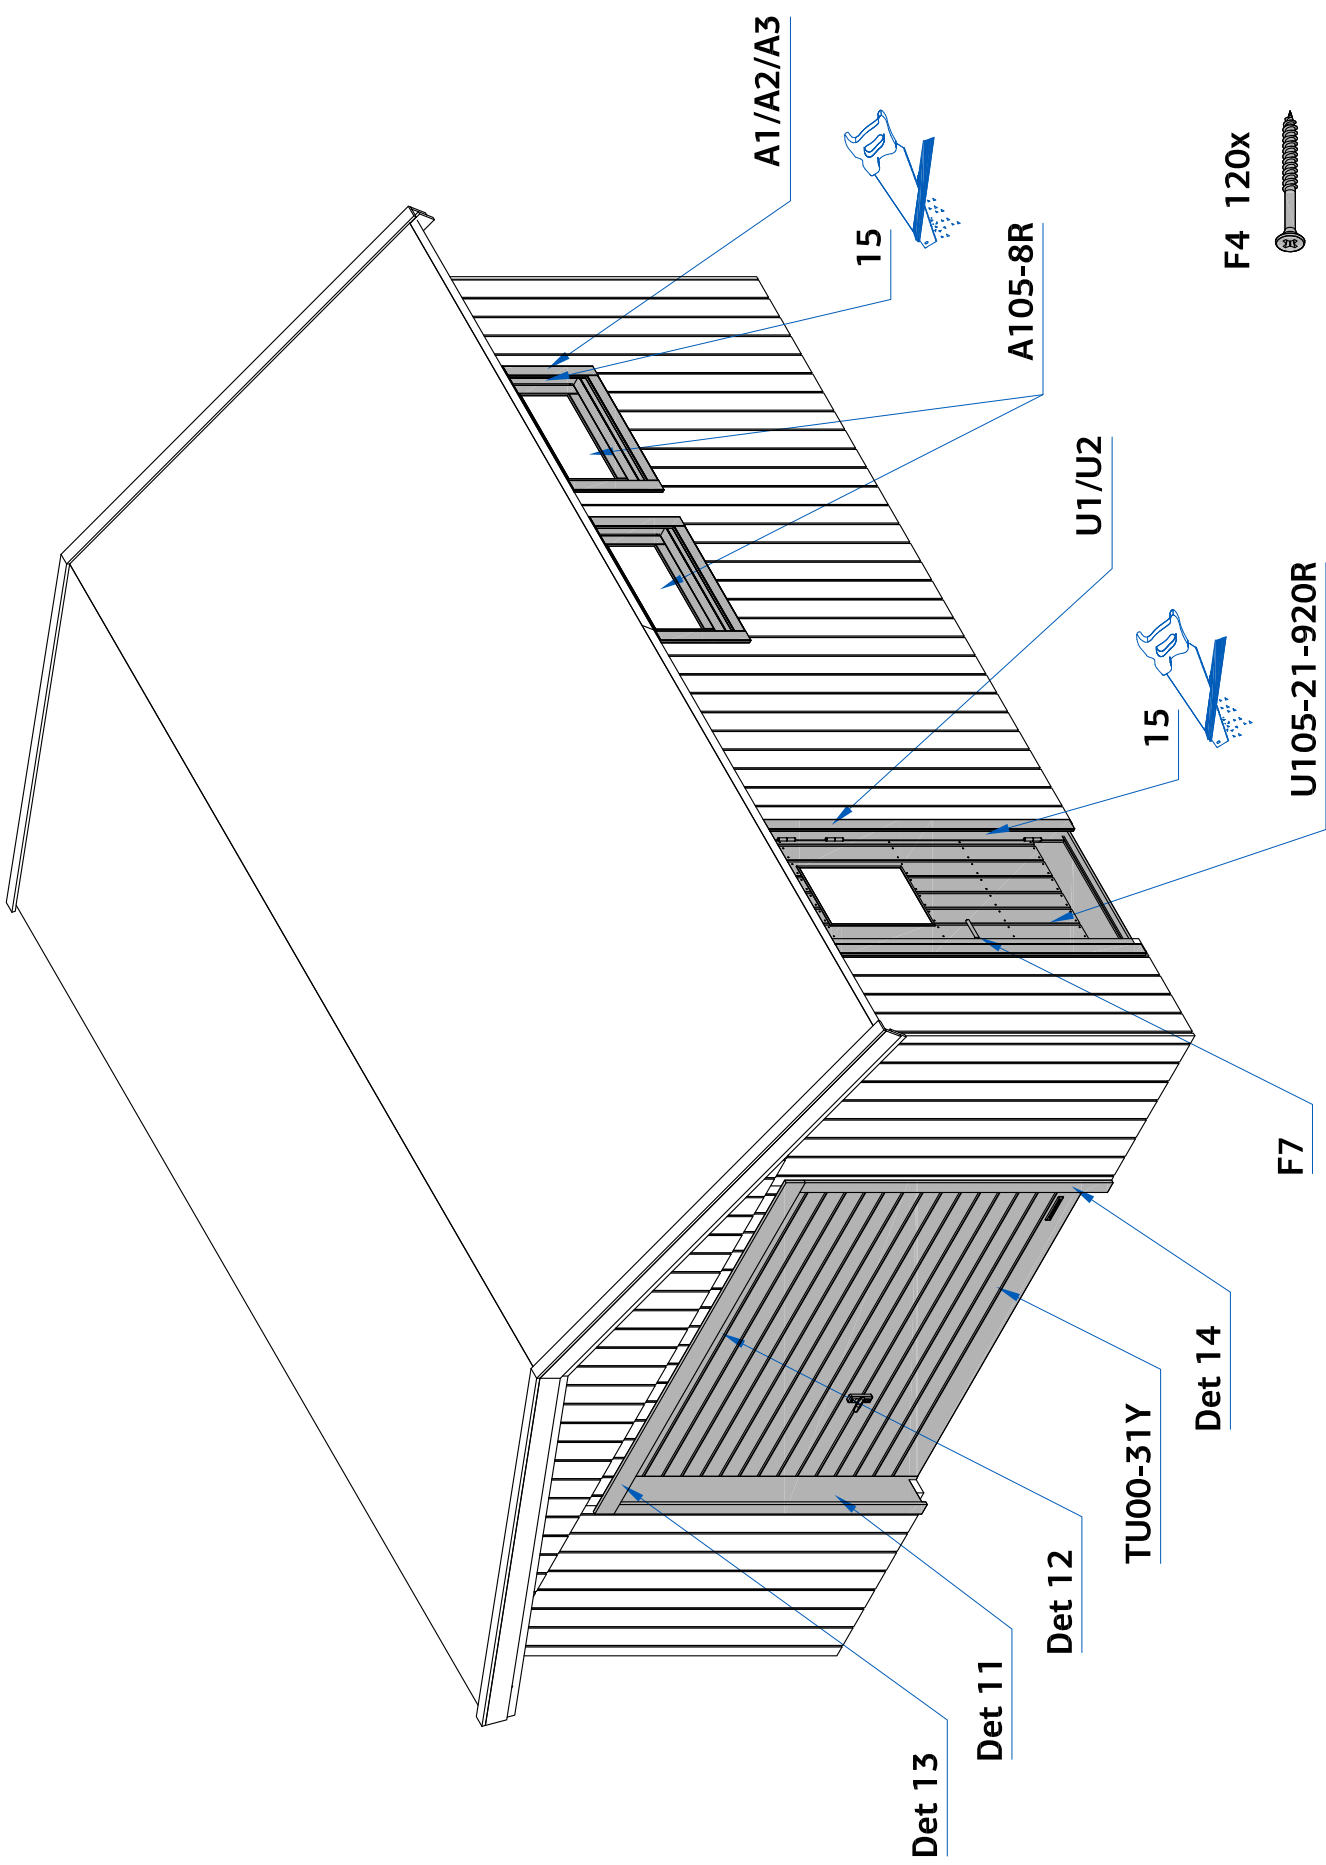 A1/A2/A3
15
A105-8R
F4 120x
U1/U2
15
U105-21-920R
F7
Det 14
TU00-31Y
Det 12
Det 11
Det 13